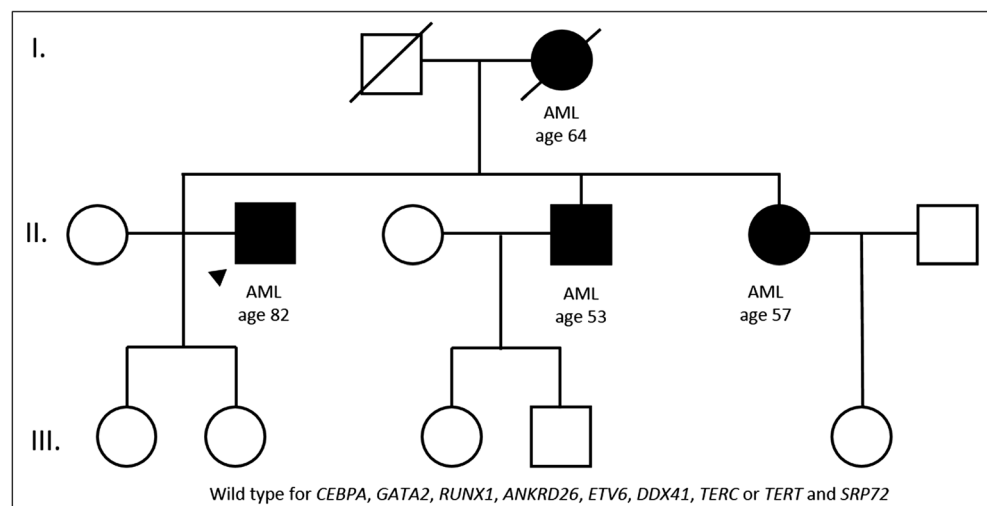 I.
AML
age 64
II.
AML
age 82
AML
age 53
AML
age 57
III.
Wild type for CEBPA, GATA2, RUNX1, ANKRD26, ETV6, DDX41, TERC or TERT and SRP72